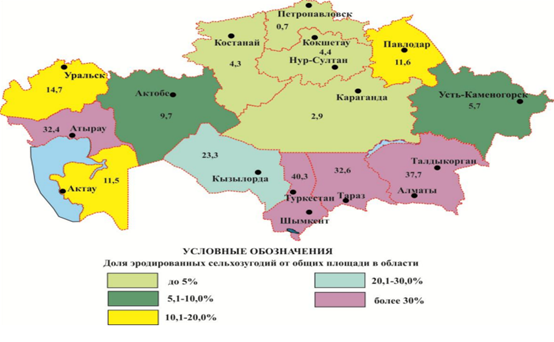 Петропавловск
0,7
Костанай
4,3
Кокшетау
4,4
Нур-Султан
Павлодар
11,6
Уральск
14,7
Актобе
9,7
Караганда
2,9
Усть-Каменогорск
5,7
32,4
Атырау
23,3
Кызылорда
40,3
32,6
Талдыкорган
37,7
Актау
11,5
Туркестан
Тараз
Алматы
Шымкент
УСЛОВНЫЕ ОБОЗНАЧЕНИЯ
Доля эродированных сельхозугодий от общих площади в области
до 5%
20,1-30,0%
5,1-10,0%
более 30%
10,1-20,0%